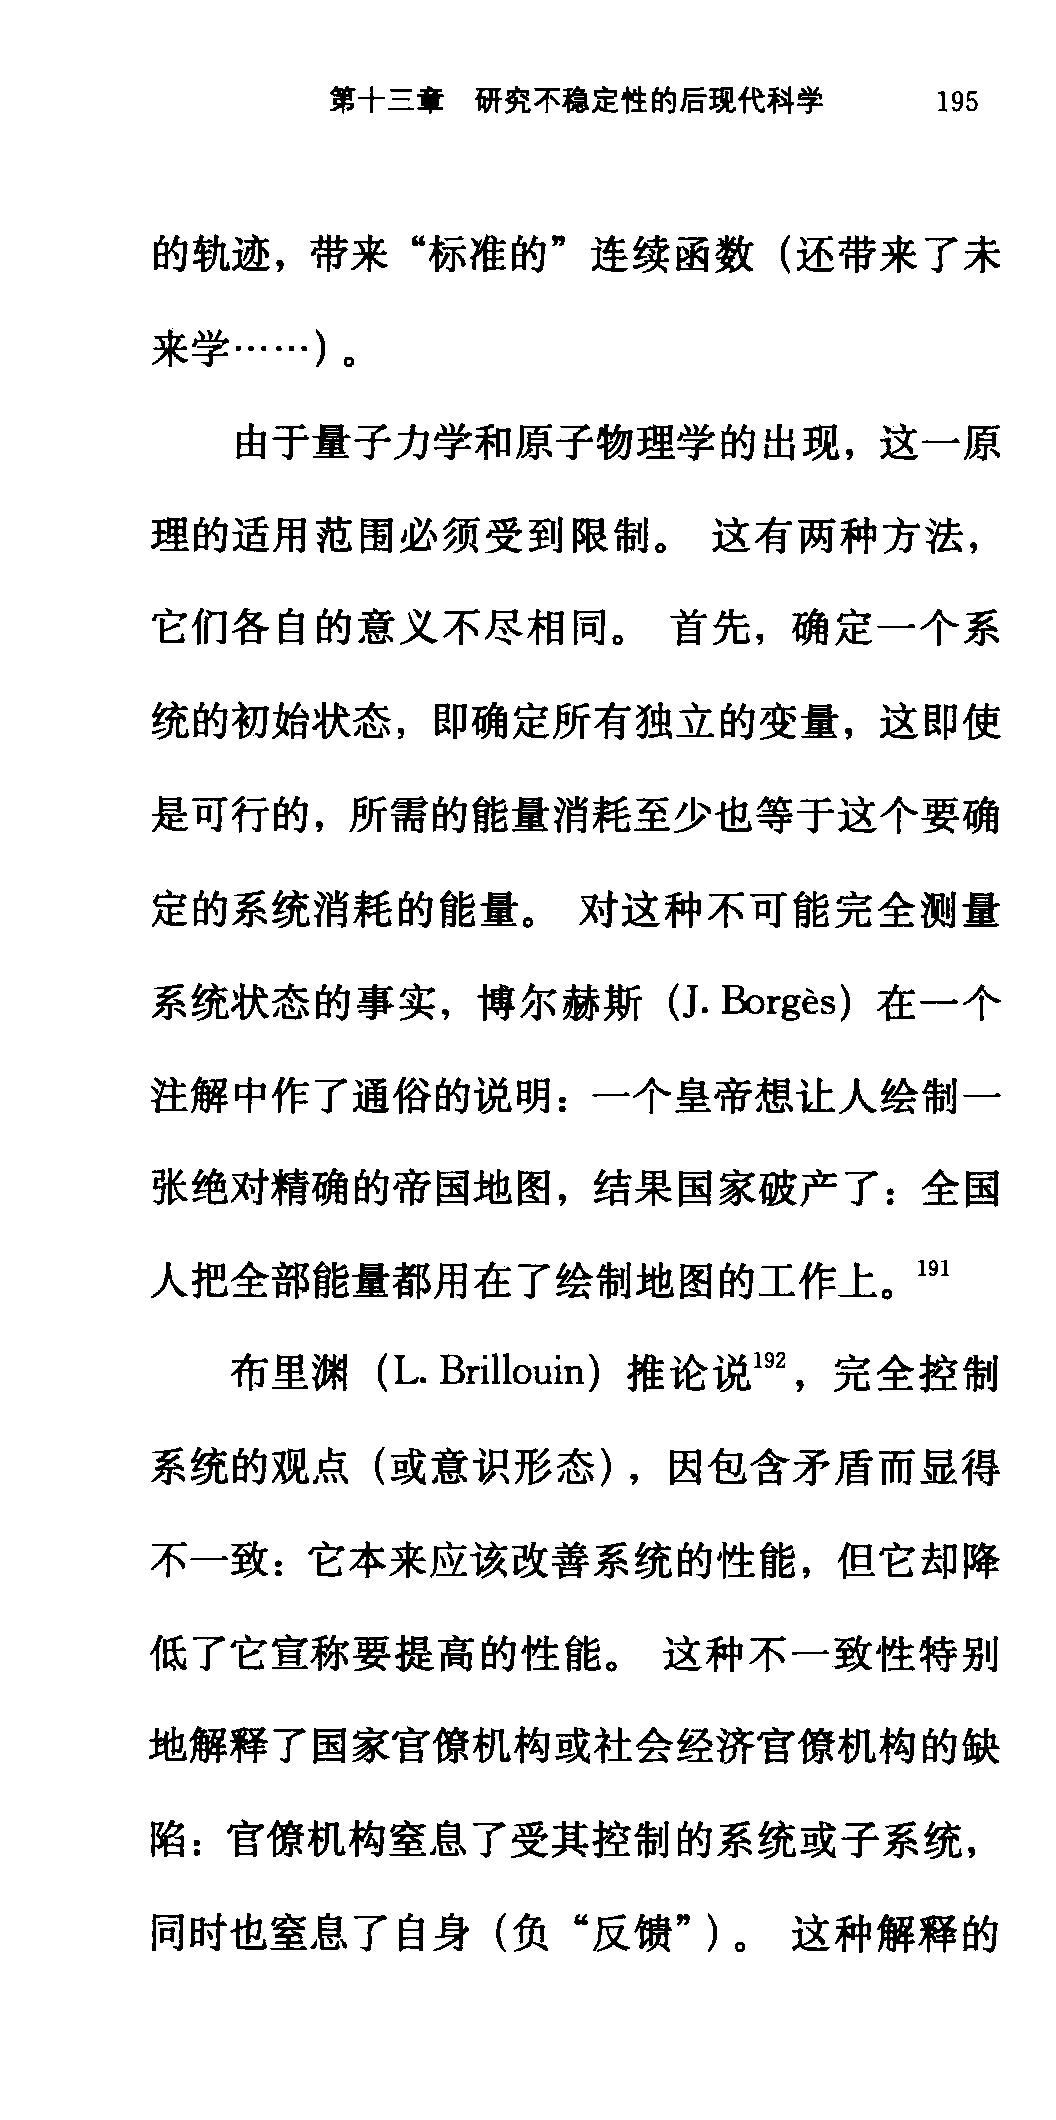 第十三章 研究不稳定性的后现代科学 195
的轨迹，带来“标准的”连续函数（还带来了未
来学……）。
由于量子力学和原子物理学的出现，这一原
理的适用范围必须受到限制。 这有两种方法，
它们各自的意义不尽相同。 首先，确定一个系
统的初始状态，即确定所有独立的变量，这即使
是可行的，所需的能量消耗至少也等于这个要确
定的系统消耗的能量。 对这种不可能完全测量
系统状态的事实，博尔赫斯（J. Borgès）在一个
注解中作了通俗的说明：一个皇帝想让人绘制一
张绝对精确的帝国地图，结果国家破产了：全国
人把全部能量都用在了绘制地图的工作上。191
布里渊（L. Brillouin）推论说192，完全控制
系统的观点（或意识形态），因包含矛盾而显得
不一致：它本来应该改善系统的性能，但它却降
低了它宣称要提高的性能。 这种不一致性特别
地解释了国家官僚机构或社会经济官僚机构的缺
陷：官僚机构窒息了受其控制的系统或子系统，
同时也窒息了自身（负“反馈”）。 这种解释的